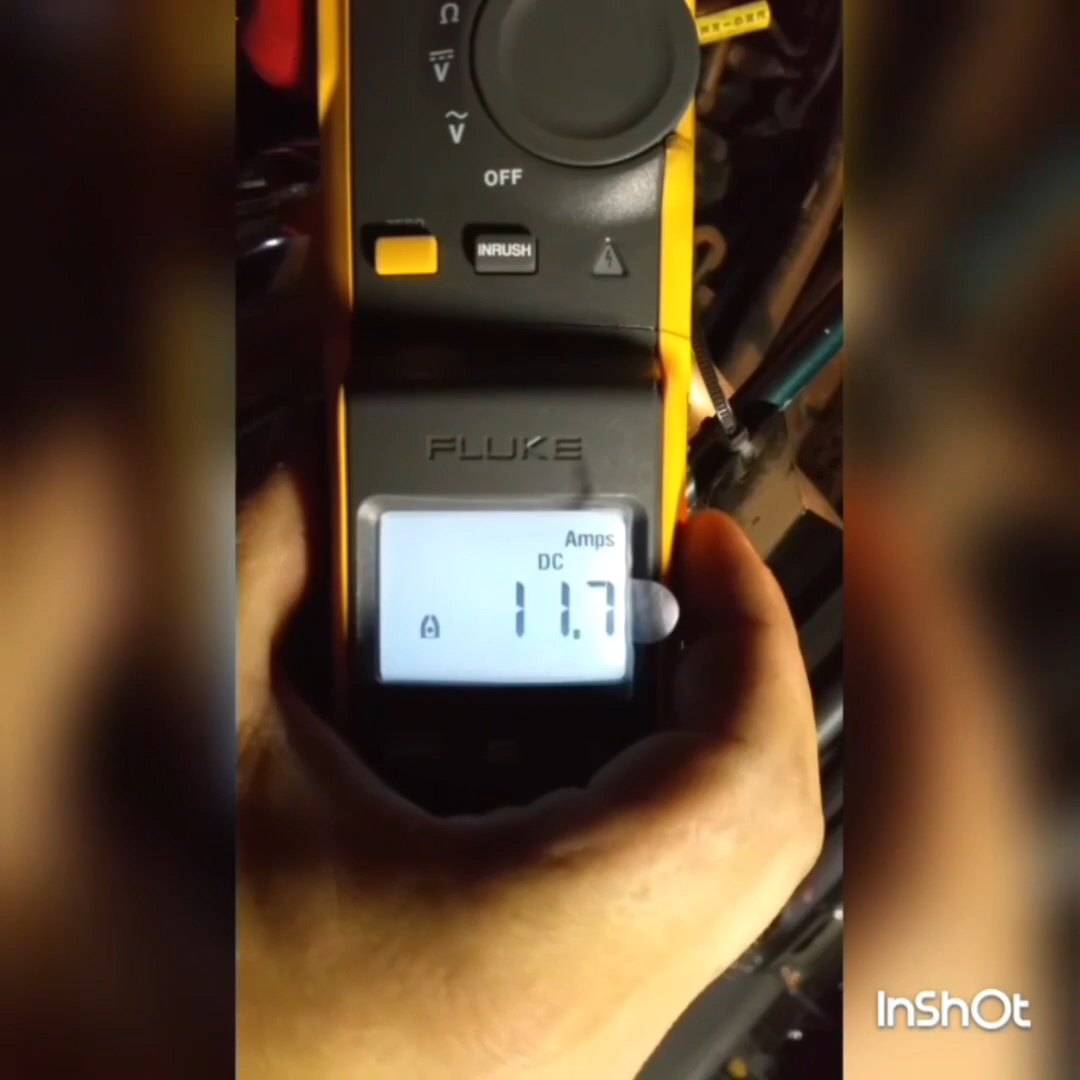 Ω
V
V
OFF
INRUSH
FLUKE
Amps
DC
11.7
InShOt